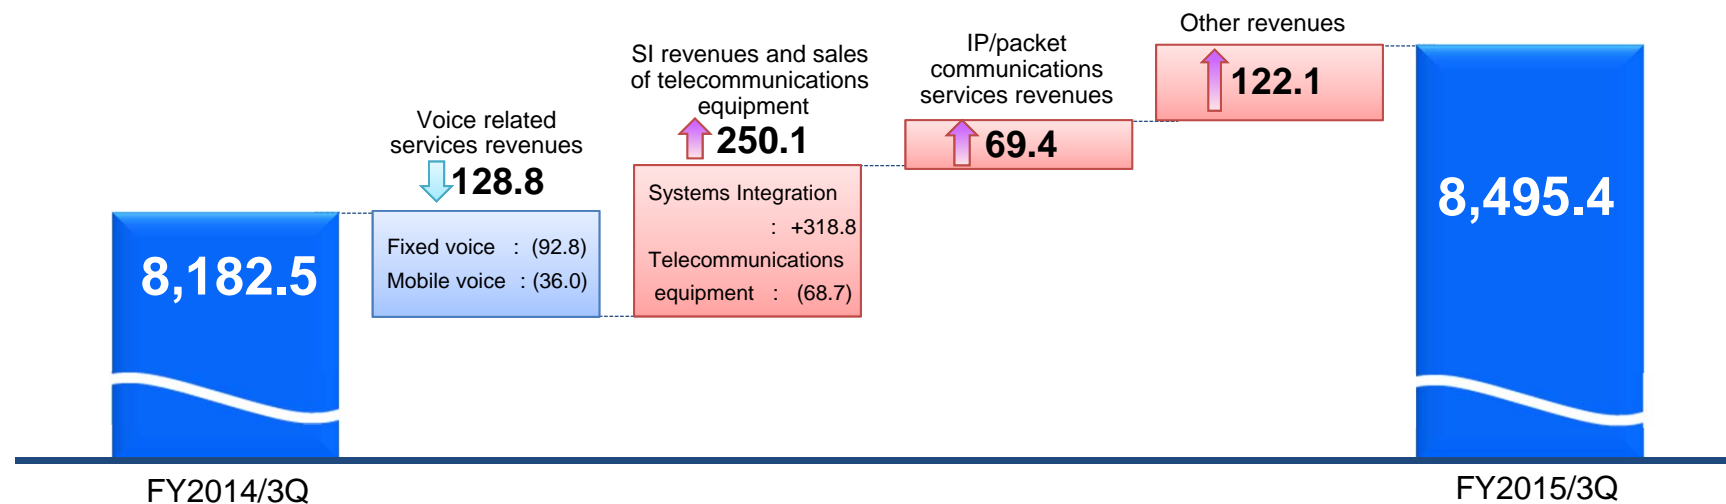 8,182.5
FY2014/3Q
Voice related
services revenues
128.8
Fixed voice : (92.8)
Mobile voice : (36.0)
SI revenues and sales
of telecommunications
equipment
250.1
Systems Integration
: +318.8
Telecommunications
equipment : (68.7)
IP/packet
communications
services revenues
69.4
Other revenues
122.1
8,495.4
FY2015/3Q